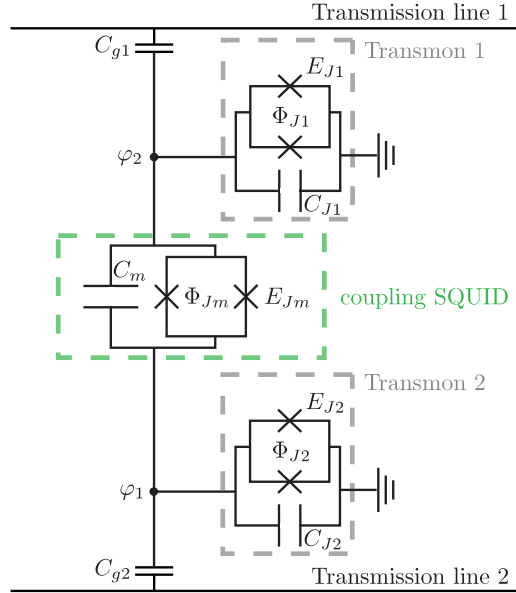 Transmission line 1
C_{g1}
Transmon 1
E_{J1}
Φ_{J1}
φ_2
C_{J1}
C_m
Φ_{Jm}
E_{Jm}
coupling SQUID
Transmon 2
E_{J2}
Φ_{J2}
φ_1
C_{J2}
C_{g2}
Transmission line 2